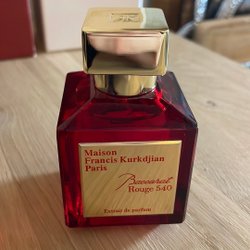 Maison
Francis Kurkdjian
Paris
Baccarat
Rouge 540
Extrait de parfum